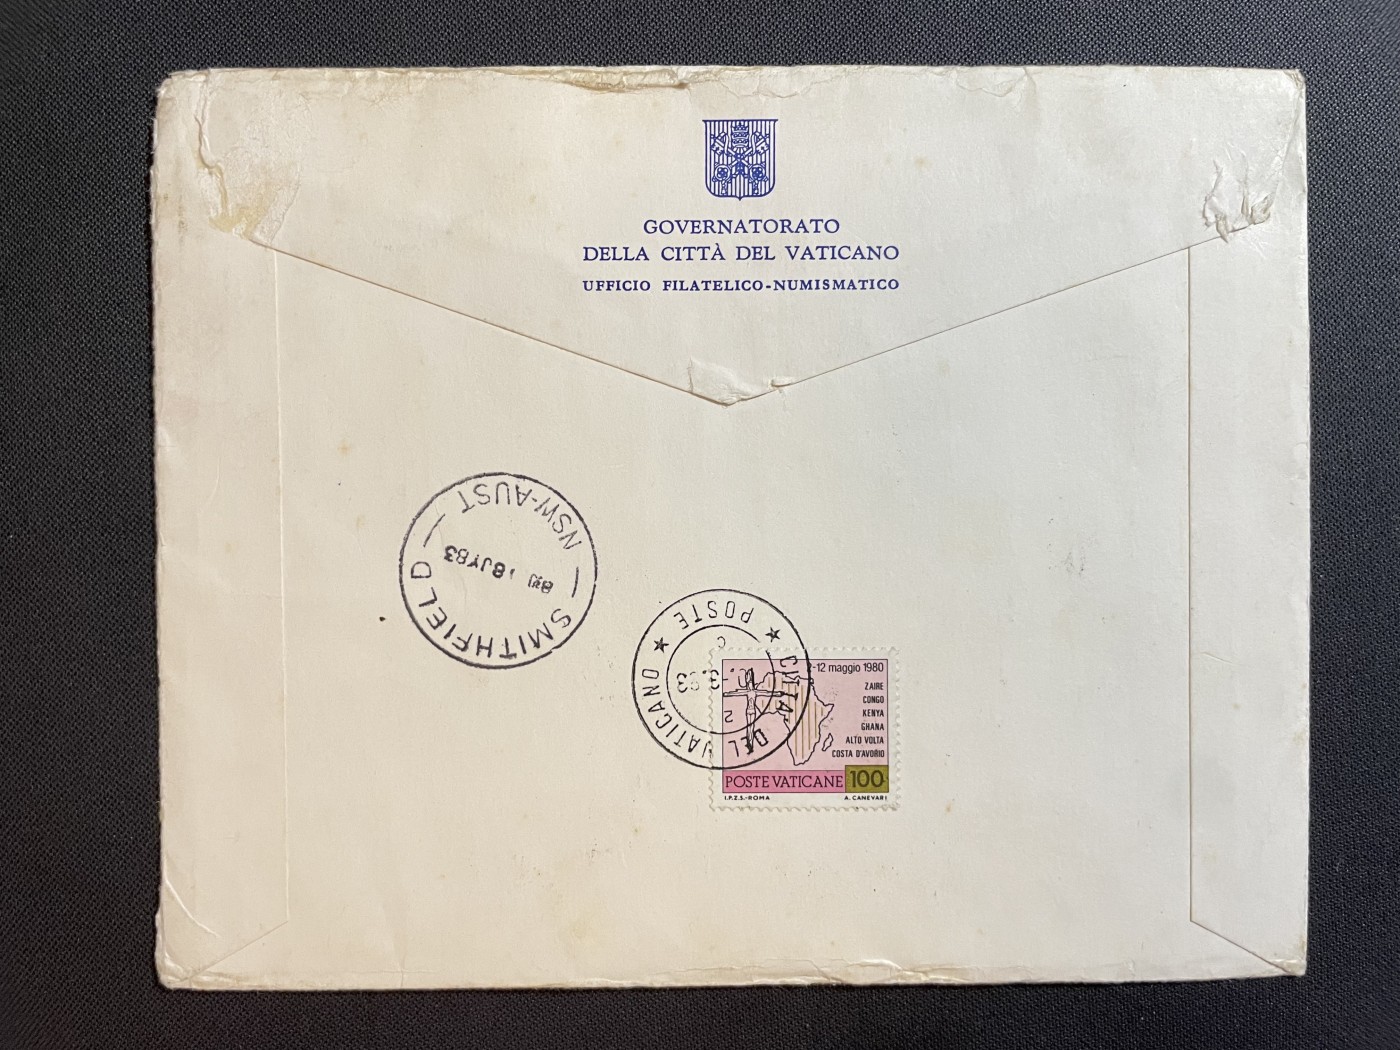 GOVERNATORATO
DELLA CITTÀ DEL VATICANO
UFFICIO FILATELICO-NUMISMATICO
SMITHFIELD
NSW-AUST
18JY83
POSTE
CITTA' DEL VATICANO
-12 maggio 1980
ZAIRE
CONGO
KENYA
GHANA
ALTO VOLTA
COSTA D'AVORIO
POSTE VATICANE 100
I.P.Z.S.-ROMA A. CANEVARI